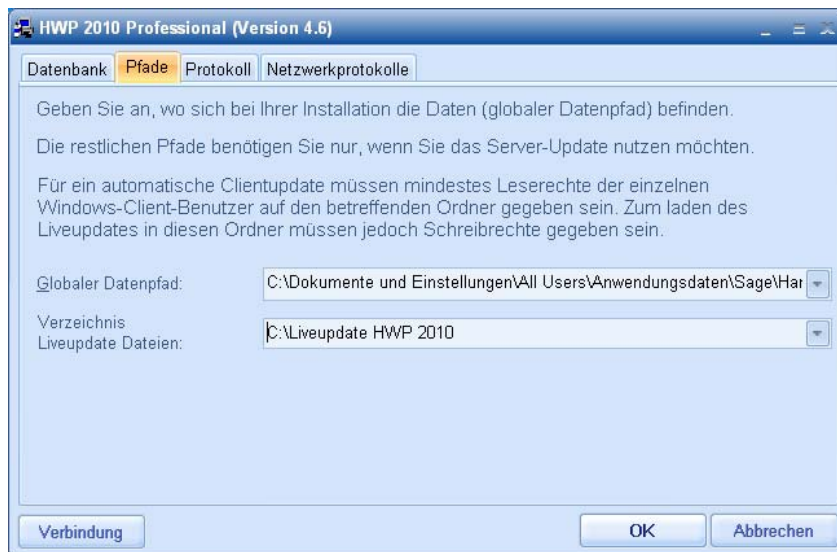 HWP 2010 Professional (Version 4.6)
Datenbank Pfade Protokoll Netzwerkprotokolle
Geben Sie an, wo sich bei Ihrer Installation die Daten (globaler Datenpfad) befinden.
Die restlichen Pfade benötigen Sie nur, wenn Sie das Server-Update nutzen möchten.
Für ein automatische Clientupdate müssen mindestes Leserechte der einzelnen
Windows-Client-Benutzer auf den betreffenden Ordner gegeben sein. Zum laden des
Liveupdates in diesen Ordner müssen jedoch Schreibrechte gegeben sein.
Globaler Datenpfad: C:\Dokumente und Einstellungen\All Users\Anwendungsdaten\Sage\Har
Verzeichnis
Liveupdate Dateien: C:\Liveupdate HWP 2010
Verbindung OK Abbrechen